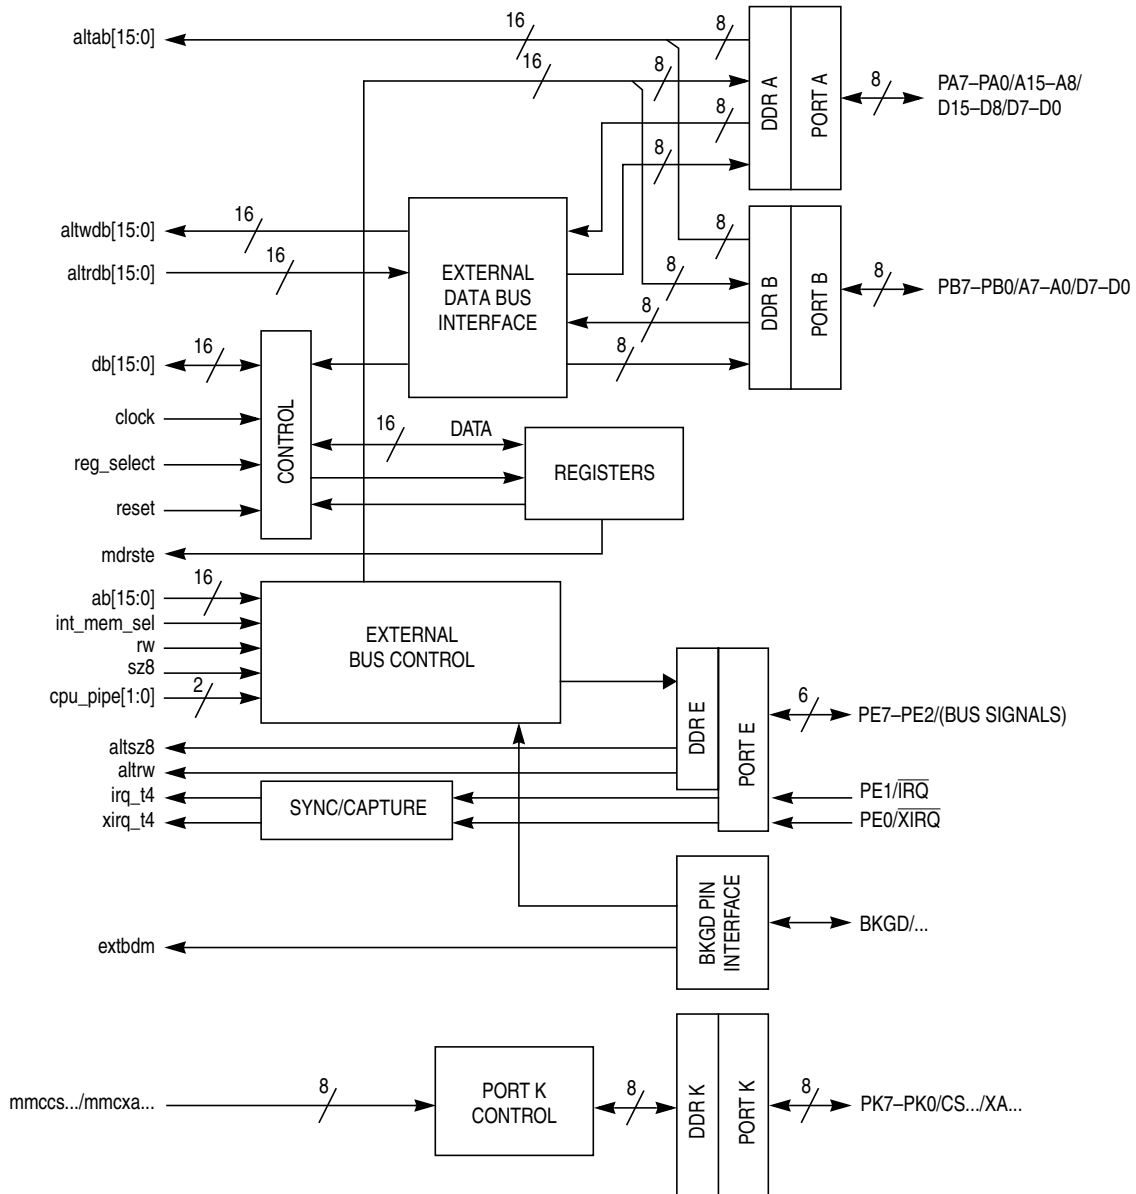 altab[15:0]
16
8
16
8
8
8
DDR A
PORT A
8
PA7–PA0/A15–A8/
D15–D8/D7–D0
altwdb[15:0]
16
altrdb[15:0]
16
EXTERNAL
DATA BUS
INTERFACE
8
8
8
8
DDR B
PORT B
8
PB7–PB0/A7–A0/D7–D0
db[15:0]
16
clock
reg_select
reset
CONTROL
16
DATA
REGISTERS
mdrste
ab[15:0]
16
int_mem_sel
rw
sz8
cpu_pipe[1:0]
2
EXTERNAL
BUS CONTROL
DDR E
PORT E
6
PE7–PE2/(BUS SIGNALS)
altsz8
altrw
irq_t4
xirq_t4
SYNC/CAPTURE
PE1/IRQ
PE0/XIRQ
BKGD PIN
INTERFACE
BKGD/...
extbdm
mmccs.../mmcxa...
8
PORT K
CONTROL
8
DDR K
PORT K
8
PK7–PK0/CS.../XA...